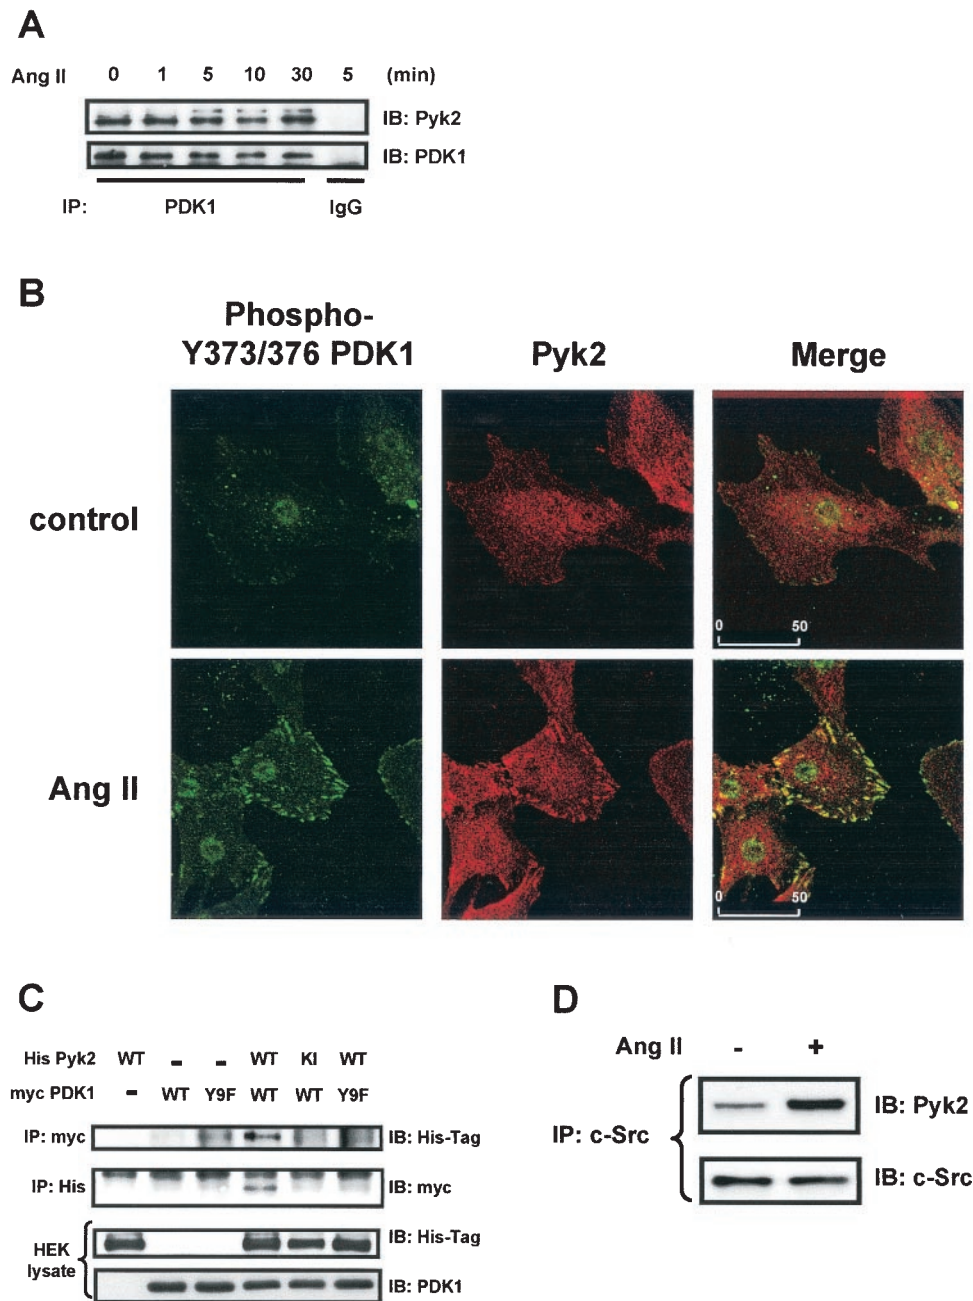 A
Ang II 0 1 5 10 30 5 (min)
IB: Pyk2
IB: PDK1
IP: PDK1 IgG
B
Phospho-
Y373/376 PDK1 Pyk2 Merge
control
0 50
Ang II
0 50
C
His Pyk2 WT - - WT KI WT
myc PDK1 - WT Y9F WT WT Y9F
IP: myc IB: His-Tag
IP: His IB: myc
HEK
lysate
IB: His-Tag
IB: PDK1
D
Ang II - +
IP: c-Src
IB: Pyk2
IB: c-Src